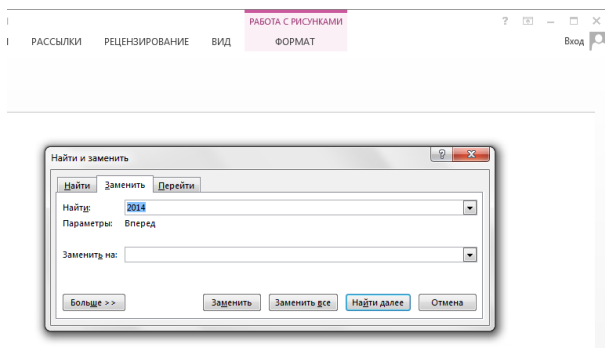 РАБОТА С РИСУНКАМИ
РАССЫЛКИ РЕЦЕНЗИРОВАНИЕ ВИД ФОРМАТ Вход
Найти и заменить
Найти Заменить Перейти
Найти: 2014
Параметры: Вперед
Заменить на:
Больше >> Заменить Заменить все Найти далее Отмена